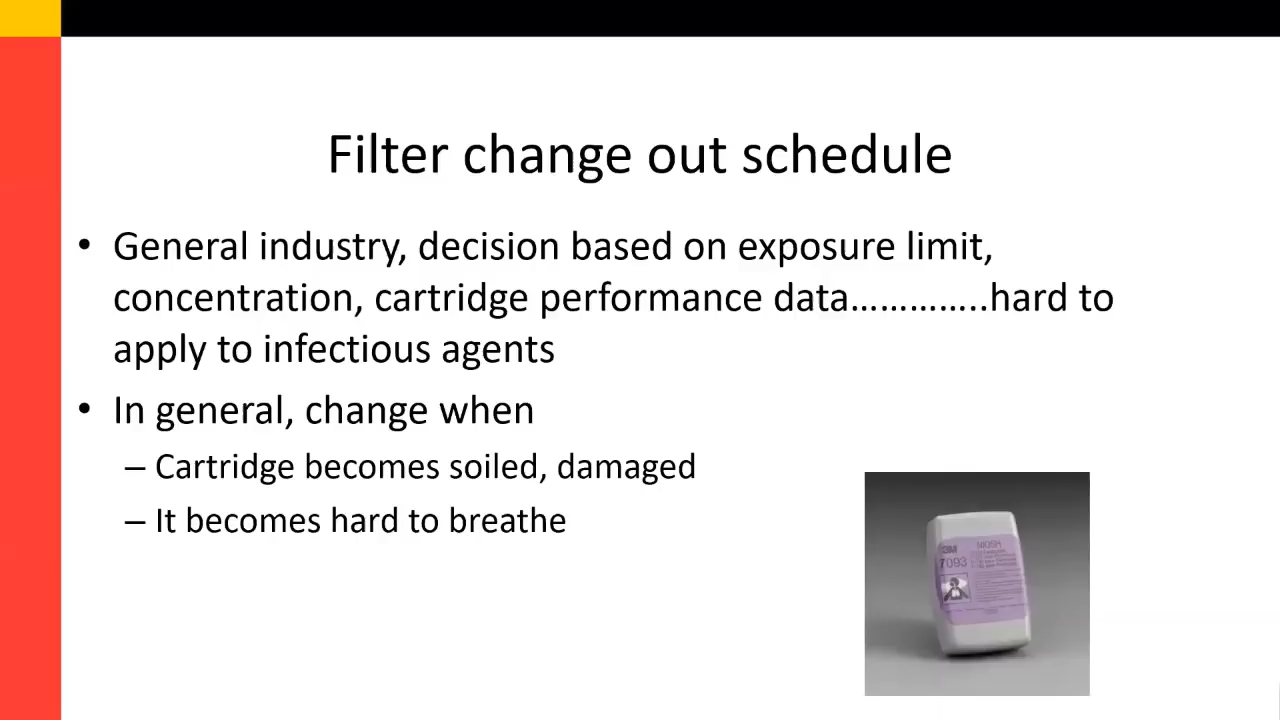 Filter change out schedule
• General industry, decision based on exposure limit,
concentration, cartridge performance data…………..hard to
apply to infectious agents
• In general, change when
– Cartridge becomes soiled, damaged
– It becomes hard to breathe
3M
NIOSH
7093